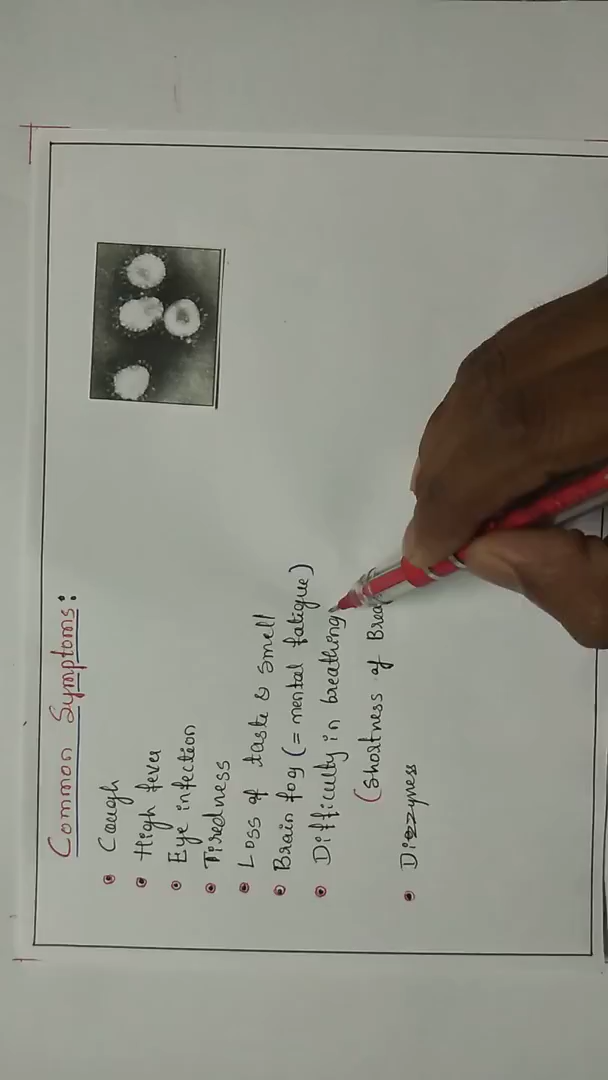 Common Symptoms:
• Cough
• High fever
• Eye infection
• Tiredness
• Loss of taste & smell
• Brain fog (= mental fatigue)
• Difficulty in breathing
(Shortness of
• Dizzyness